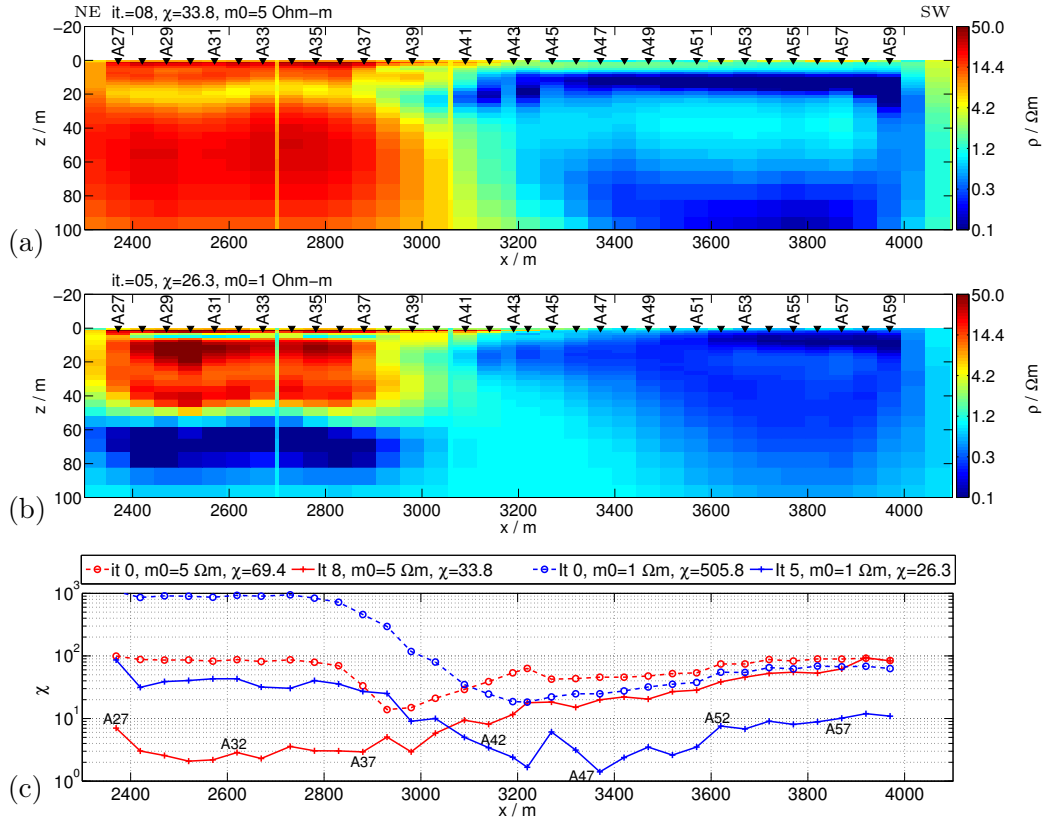 NE it.=08, χ=33.8, m0=5 Ohm−m SW
A27 A29 A31 A33 A35 A37 A39 A41 A43 A45 A47 A49 A51 A53 A55 A57 A59
−20
0
20
40
60
80
100
z / m
2400 2600 2800 3000 3200 3400 3600 3800 4000
x / m
50.0
14.4
4.2
1.2
0.3
0.1
ρ / Ωm
(a)
it.=05, χ=26.3, m0=1 Ohm−m
A27 A29 A31 A33 A35 A37 A39 A41 A43 A45 A47 A49 A51 A53 A55 A57 A59
−20
0
20
40
60
80
100
z / m
2400 2600 2800 3000 3200 3400 3600 3800 4000
x / m
50.0
14.4
4.2
1.2
0.3
0.1
ρ / Ωm
(b)
it 0, m0=5 Ωm, χ=69.4 It 8, m0=5 Ωm, χ=33.8 it 0, m0=1 Ωm, χ=505.8 It 5, m0=1 Ωm, χ=26.3
10³
10²
10¹
10⁰
χ
A27 A32 A37 A42 A47 A52 A57
2400 2600 2800 3000 3200 3400 3600 3800 4000
x / m
(c)